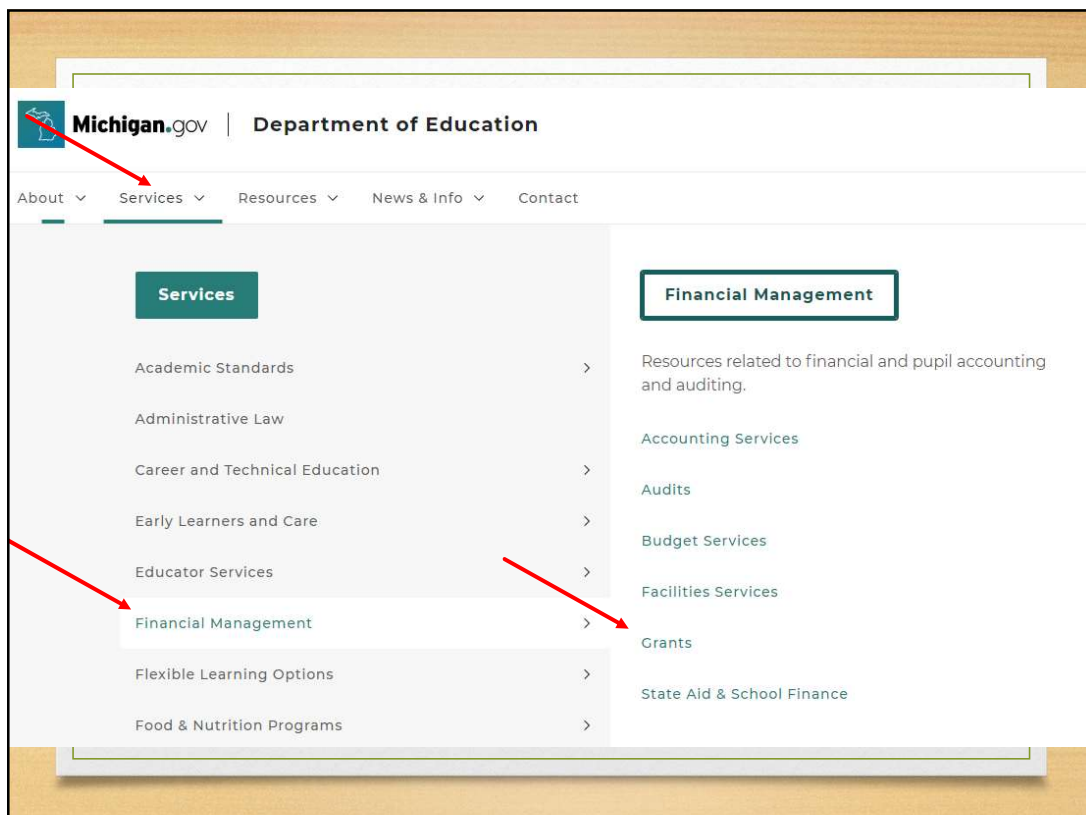 Michigan.gov | Department of Education
About Services Resources News & Info Contact
Services
Academic Standards
Administrative Law
Career and Technical Education
Early Learners and Care
Educator Services
Financial Management
Flexible Learning Options
Food & Nutrition Programs
Financial Management
Resources related to financial and pupil accounting
and auditing.
Accounting Services
Audits
Budget Services
Facilities Services
Grants
State Aid & School Finance